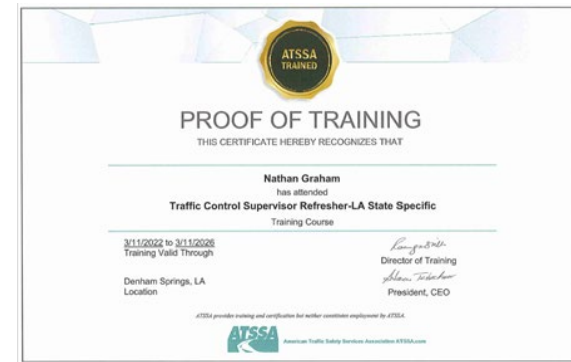 ATSSA
TRAINED
PROOF OF TRAINING
THIS CERTIFICATE HEREBY RECOGNIZES THAT
Nathan Graham
has attended
Traffic Control Supervisor Refresher-LA State Specific
Training Course
3/11/2022 to 3/11/2026
Training Valid Through
Director of Training
Denham Springs, LA
Location
President, CEO
ATSSA provides training and certification but neither constitutes employment by ATSSA.
ATSSA
American Traffic Safety Services Association ATSSA.com